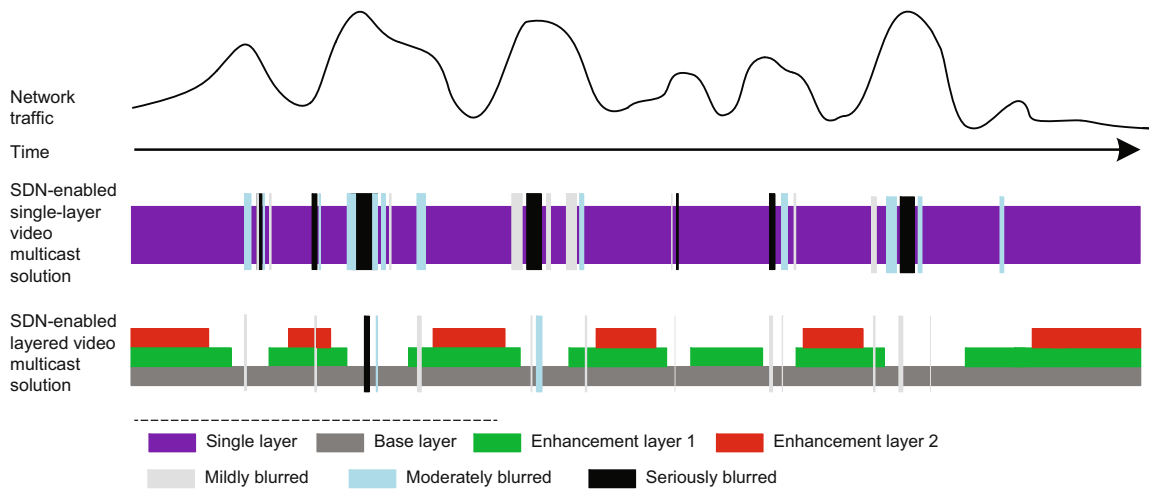 Network
traffic
Time
SDN-enabled
single-layer
video
multicast
solution
SDN-enabled
layered video
multicast
solution
Single layer
Base layer
Enhancement layer 1
Enhancement layer 2
Mildly blurred
Moderately blurred
Seriously blurred